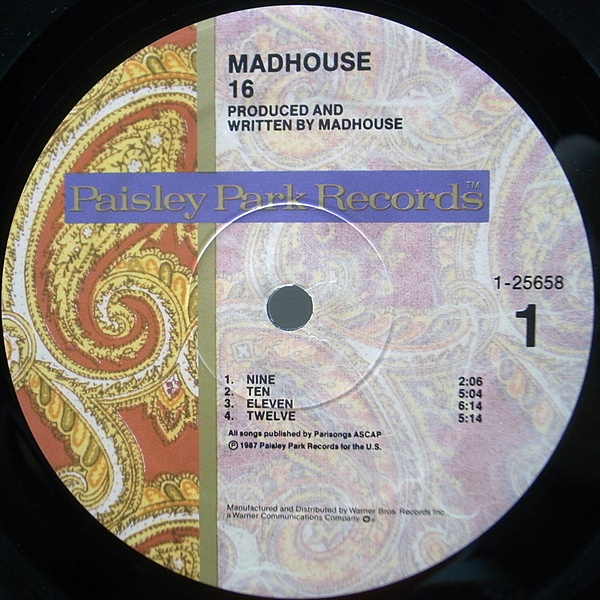 MADHOUSE
16
PRODUCED AND
WRITTEN BY MADHOUSE
Paisley Park Records™
1-25658
1
1. NINE 2:06
2. TEN 5:04
3. ELEVEN 6:14
4. TWELVE 5:14
All songs published by Parisongs ASCAP
℗ 1987 Paisley Park Records for the U.S.
Manufactured and Distributed by Warner Bros. Records Inc.
a Warner Communications Company